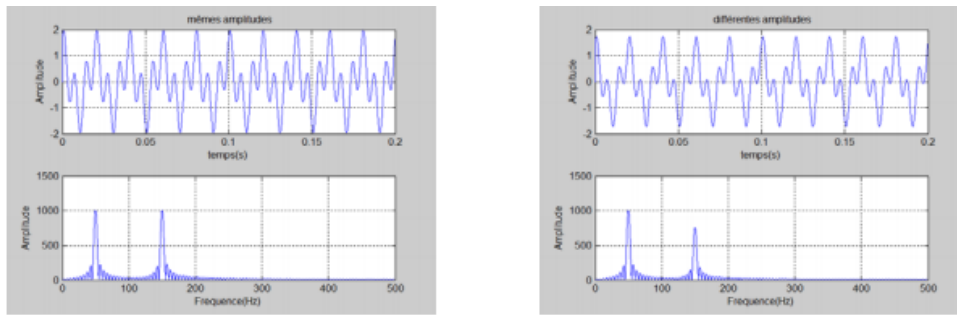 mêmes amplitudes
2
1
0
-1
-2
Amplitude
0.05 0.1 0.15 0.2
temps(s)
1500
1000
500
0
Amplitude
0 100 200 300 400 500
Frequence(Hz)
différentes amplitudes
2
1
0
-1
-2
Amplitude
0 0.05 0.1 0.15 0.2
temps(s)
1500
1000
500
0
Amplitude
0 100 200 300 400 500
Frequence(Hz)